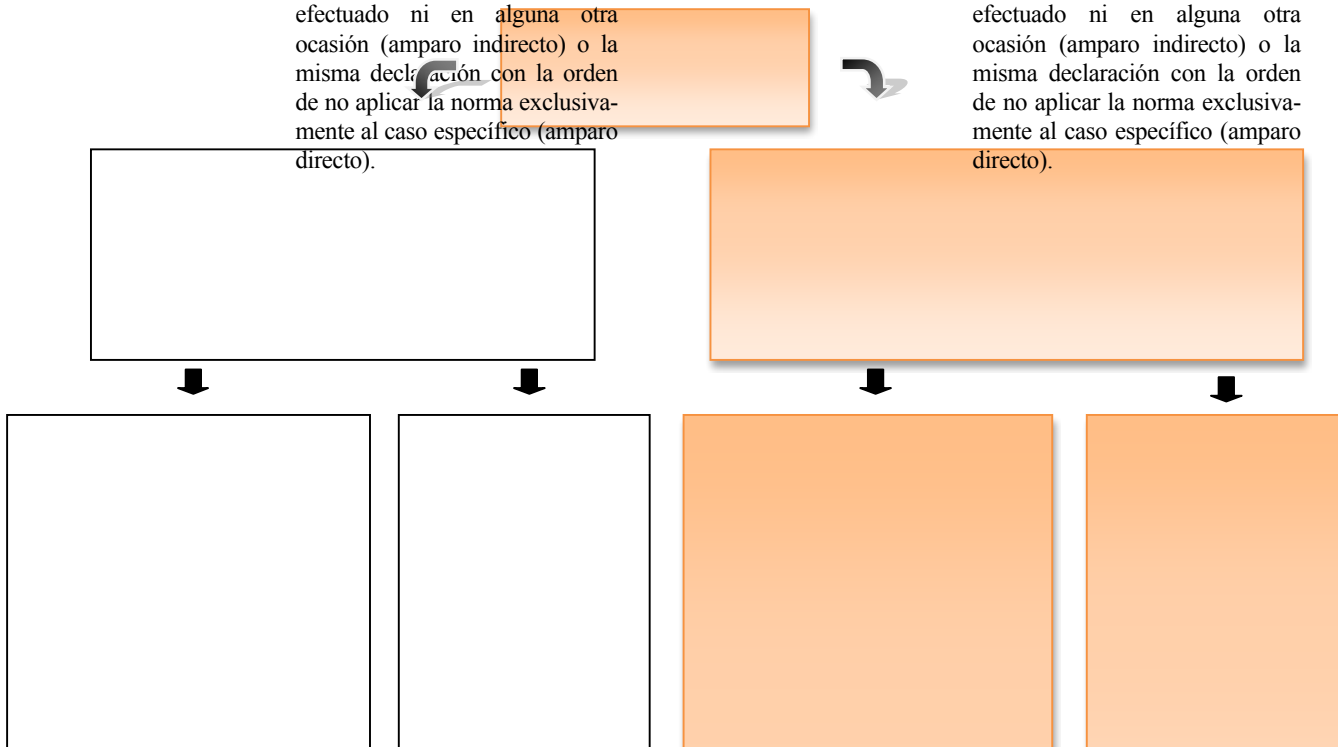 efectuado ni en alguna otra
ocasión (amparo indirecto) o la
misma declaración con la orden
de no aplicar la norma exclusiva-
mente al caso específico (amparo
directo).
efectuado ni en alguna otra
ocasión (amparo indirecto) o la
misma declaración con la orden
de no aplicar la norma exclusiva-
mente al caso específico (amparo
directo).